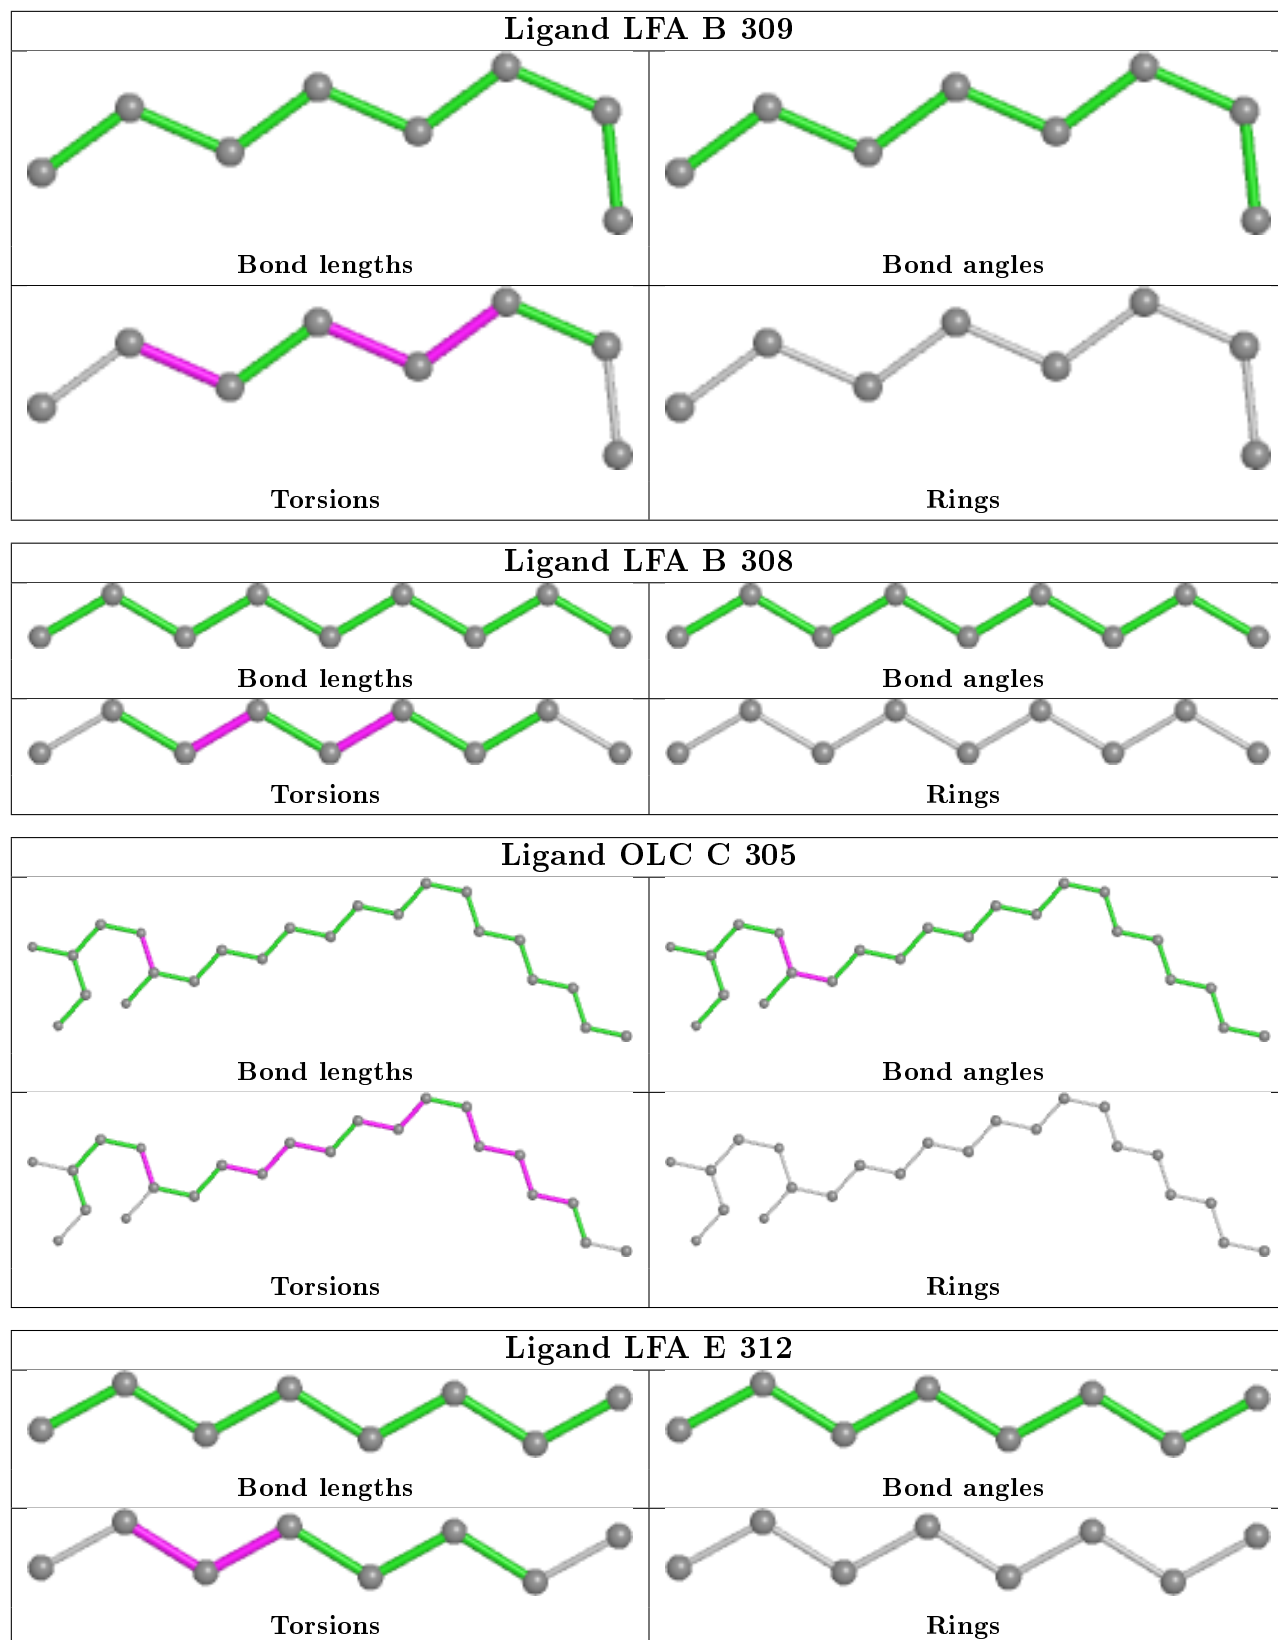 Ligand LFA B 309
Bond lengths Bond angles
Torsions Rings
Ligand LFA B 308
Bond lengths Bond angles
Torsions Rings
Ligand OLC C 305
Bond lengths Bond angles
Torsions Rings
Ligand LFA E 312
Bond lengths Bond angles
Torsions Rings